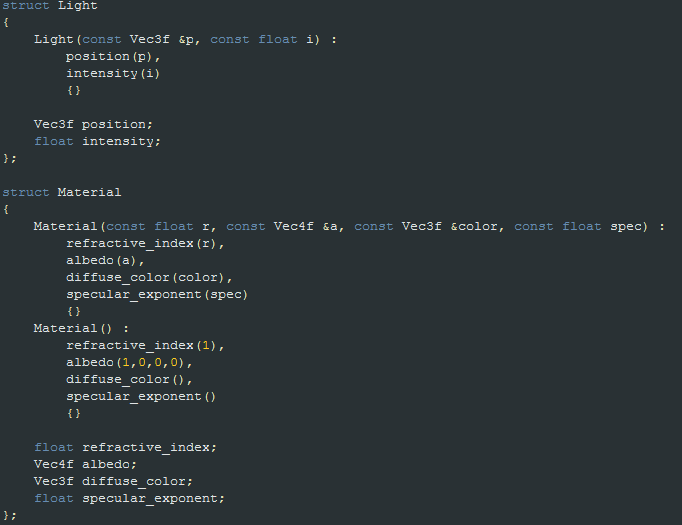 struct Light
{
    Light(const Vec3f &p, const float i) :
        position(p),
        intensity(i)
        {}

    Vec3f position;
    float intensity;
};

struct Material
{
    Material(const float r, const Vec4f &a, const Vec3f &color, const float spec) :
        refractive_index(r),
        albedo(a),
        diffuse_color(color),
        specular_exponent(spec)
        {}
    Material() :
        refractive_index(1),
        albedo(1,0,0,0),
        diffuse_color(),
        specular_exponent()
        {}

    float refractive_index;
    Vec4f albedo;
    Vec3f diffuse_color;
    float specular_exponent;
};